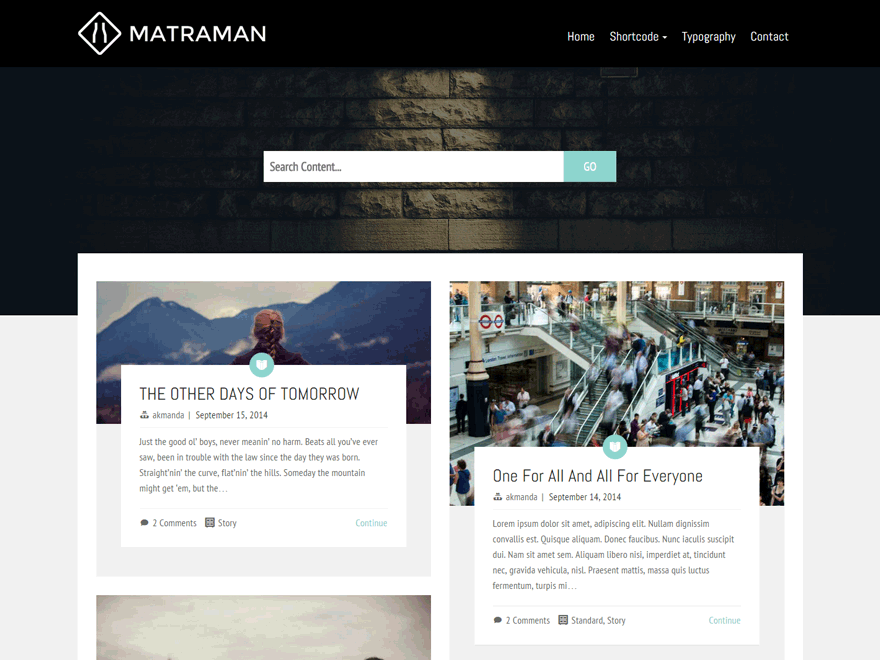 MATRAMAN
Home Shortcode Typography Contact
Search Content... GO
THE OTHER DAYS OF TOMORROW
akmanda | September 15, 2014
Just the good ol' boys, never meanin' no harm. Beats all you've ever
saw, been in trouble with the law since the day they was born.
Straight'nin' the curve, flat'nin' the hills. Someday the mountain
might get 'em, but the...
2 Comments Story Continue
One For All And All For Everyone
akmanda | September 14, 2014
Lorem ipsum dolor sit amet, adipiscing elit. Nullam dignissim
convallis est. Quisque aliquam. Donec faucibus. Nunc iaculis suscipit
dui. Nam sit amet sem. Aliquam libero nisi, imperdiet at, tincidunt
nec, gravida vehicula, nisl. Praesent mattis, massa quis luctus
fermentum, turpis mi...
2 Comments Standard, Story Continue